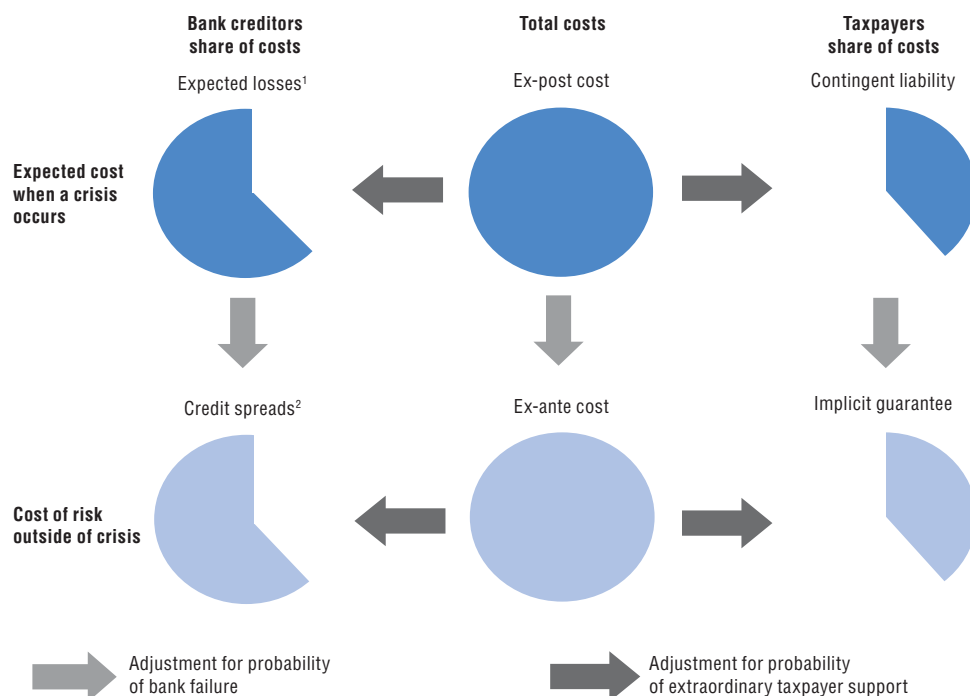 Bank creditors
share of costs
Total costs
Taxpayers
share of costs
Expected losses¹
Ex-post cost
Contingent liability
Expected cost
when a crisis
occurs
Credit spreads²
Ex-ante cost
Implicit guarantee
Cost of risk
outside of crisis
Adjustment for probability
of bank failure
Adjustment for probability
of extraordinary taxpayer support